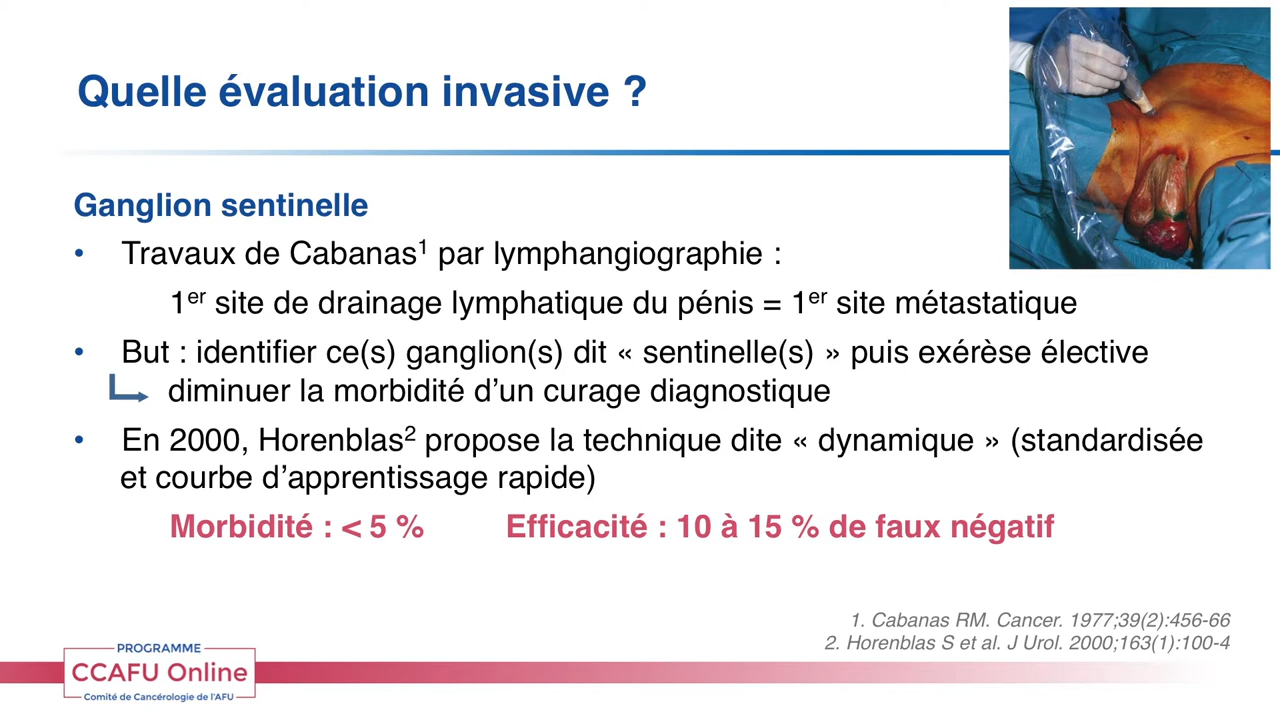 Quelle évaluation invasive ?
Ganglion sentinelle
• Travaux de Cabanas1 par lymphangiographie :
1er site de drainage lymphatique du pénis = 1er site métastatique
• But : identifier ce(s) ganglion(s) dit « sentinelle(s) » puis exérèse élective
diminuer la morbidité d’un curage diagnostique
• En 2000, Horenblas2 propose la technique dite « dynamique » (standardisée
et courbe d’apprentissage rapide)
Morbidité : < 5 % Efficacité : 10 à 15 % de faux négatif
1. Cabanas RM. Cancer. 1977;39(2):456-66
2. Horenblas S et al. J Urol. 2000;163(1):100-4
PROGRAMME
CCAFU Online
Comité de Cancérologie de l'AFU